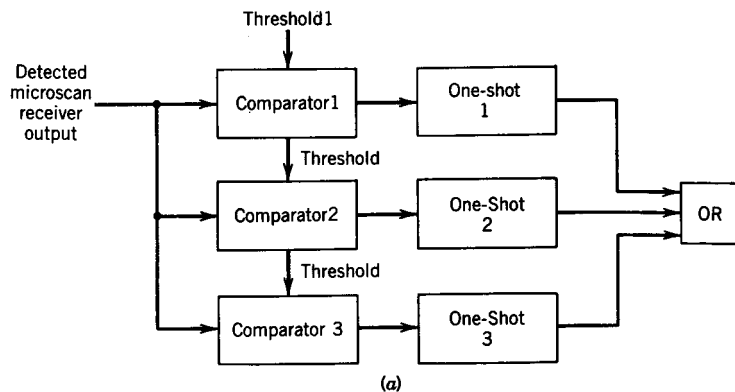 Threshold1
Detected
microscan
receiver
output
Comparator1
One-shot
1
Threshold
Comparator2
One-Shot
2
OR
Threshold
Comparator 3
One-Shot
3
(a)